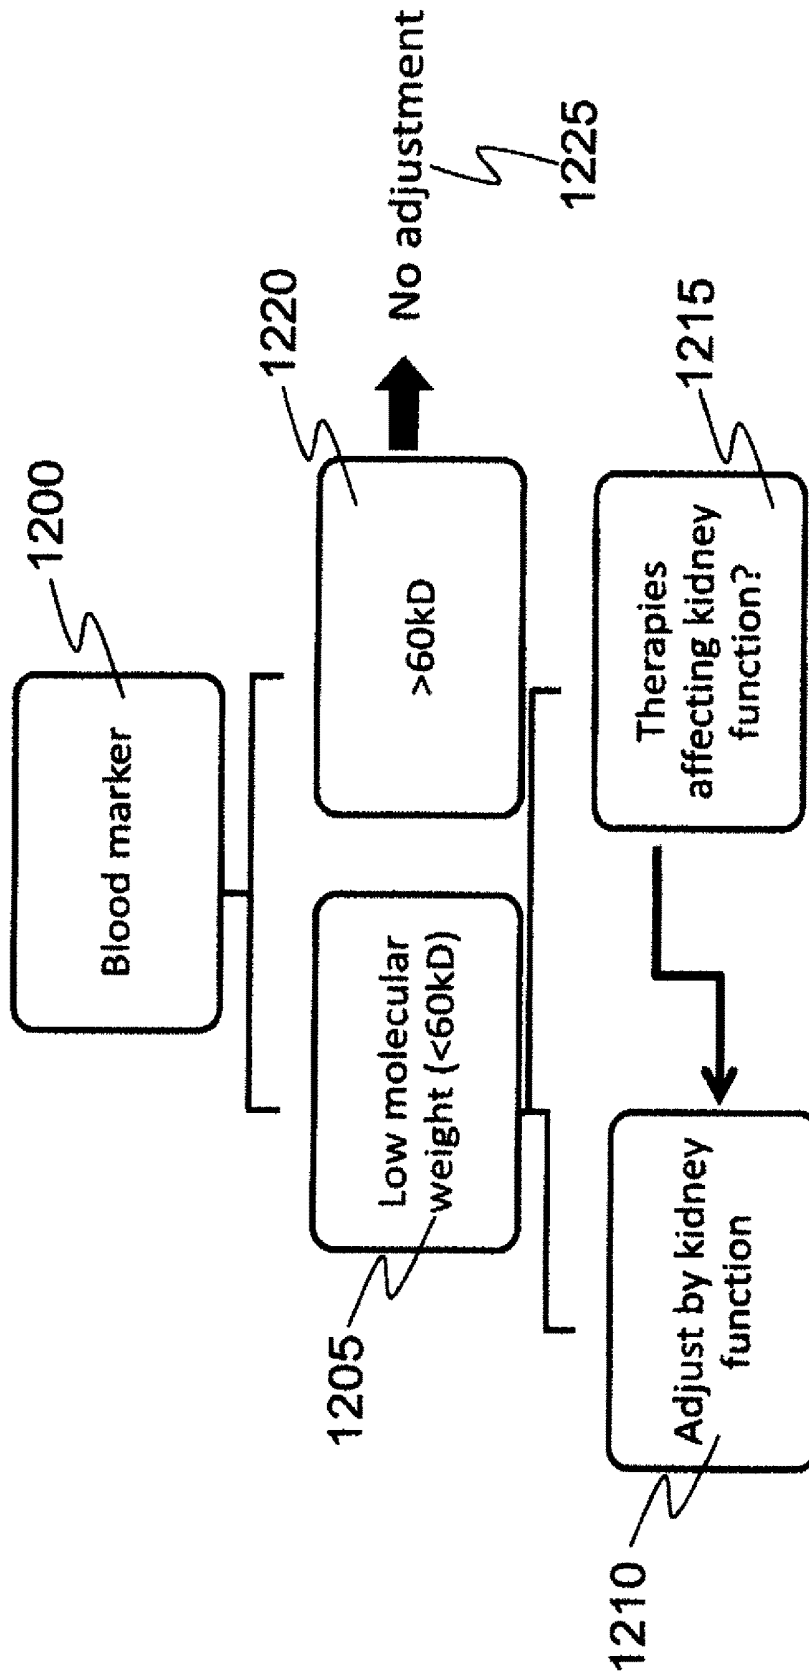 1200
Blood marker
1220
>60kD
No adjustment
1225
1205
Low molecular
weight (<60kD)
1210
Adjust by kidney
function
1215
Therapies
affecting kidney
function?